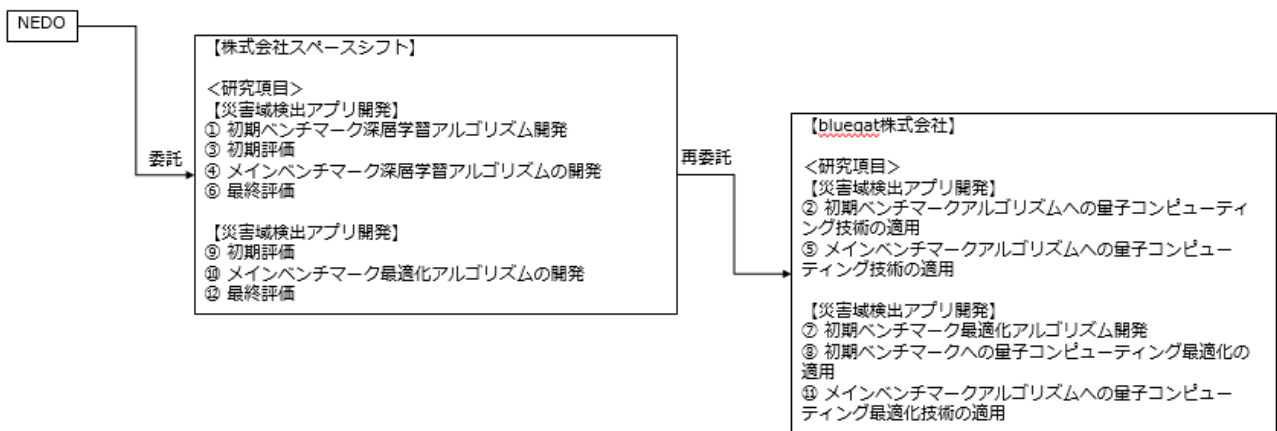 NEDO
委託
【株式会社スペースシフト】
<研究項目>
【災害域検出アプリ開発】
① 初期ベンチマーク深層学習アルゴリズム開発
③ 初期評価
④ メインベンチマーク深層学習アルゴリズムの開発
⑥ 最終評価
【災害域検出アプリ開発】
⑨ 初期評価
⑩ メインベンチマーク最適化アルゴリズムの開発
⑫ 最終評価
再委託
【blueqat株式会社】
<研究項目>
【災害域検出アプリ開発】
② 初期ベンチマークアルゴリズムへの量子コンピューティ
ング技術の適用
⑤ メインベンチマークアルゴリズムへの量子コンピュー
ティング技術の適用
【災害域検出アプリ開発】
⑦ 初期ベンチマーク最適化アルゴリズム開発
⑧ 初期ベンチマークへの量子コンピューティング最適化の
適用
⑪ メインベンチマークアルゴリズムへの量子コンピュー
ティング最適化技術の適用